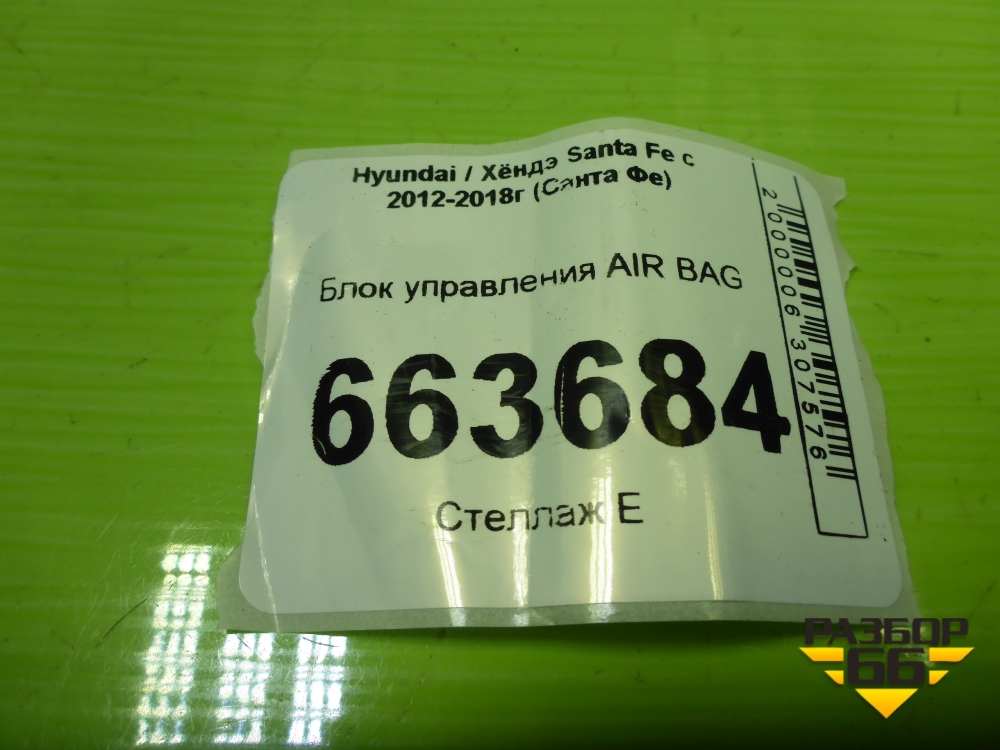 Hyundai / Хёндэ Santa Fe с
2012-2018г (Санта Фе)
Блок управления AIR BAG
663684
Стеллаж Е
2000006307576
РАЗБОР
66